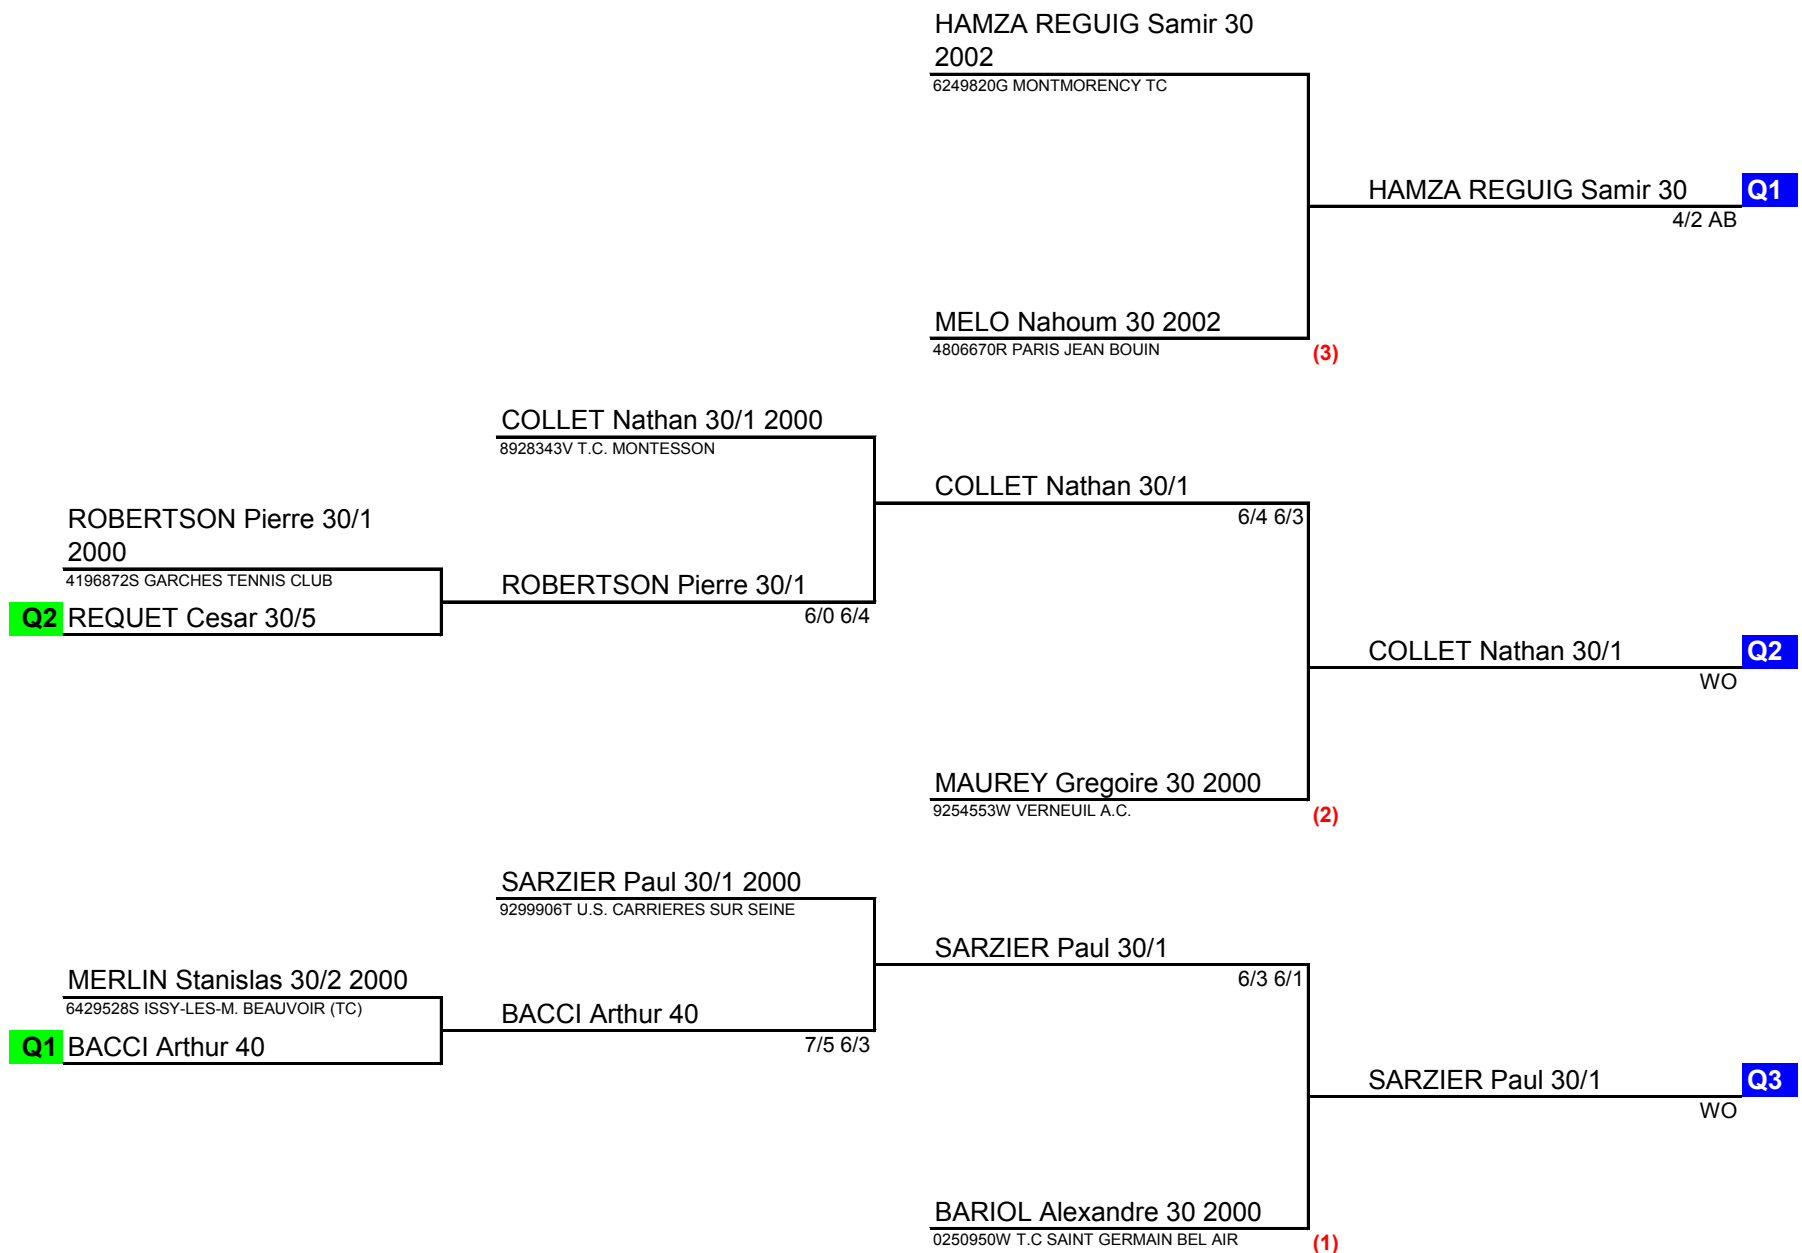 HAMZA REGUIG Samir 30
2002
6249820G MONTMORENCY TC
HAMZA REGUIG Samir 30
Q1
4/2 AB
MELO Nahoum 30 2002
4806670R PARIS JEAN BOUIN
(3)
COLLET Nathan 30/1 2000
8928343V T.C. MONTESSON
COLLET Nathan 30/1
6/4 6/3
ROBERTSON Pierre 30/1
2000
4196872S GARCHES TENNIS CLUB
ROBERTSON Pierre 30/1
6/0 6/4
Q2 REQUET Cesar 30/5
COLLET Nathan 30/1
Q2
WO
MAUREY Gregoire 30 2000
9254553W VERNEUIL A.C.
(2)
SARZIER Paul 30/1 2000
9299906T U.S. CARRIERES SUR SEINE
SARZIER Paul 30/1
6/3 6/1
MERLIN Stanislas 30/2 2000
6429528S ISSY-LES-M. BEAUVOIR (TC)
BACCI Arthur 40
7/5 6/3
Q1 BACCI Arthur 40
SARZIER Paul 30/1
Q3
WO
BARIOL Alexandre 30 2000
0250950W T.C SAINT GERMAIN BEL AIR
(1)